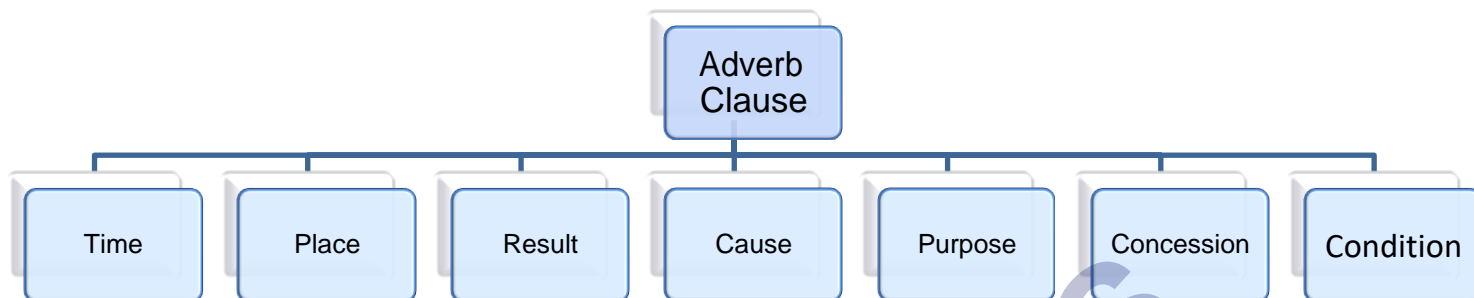 Adverb
Clause
Time
Place
Result
Cause
Purpose
Concession
Condition